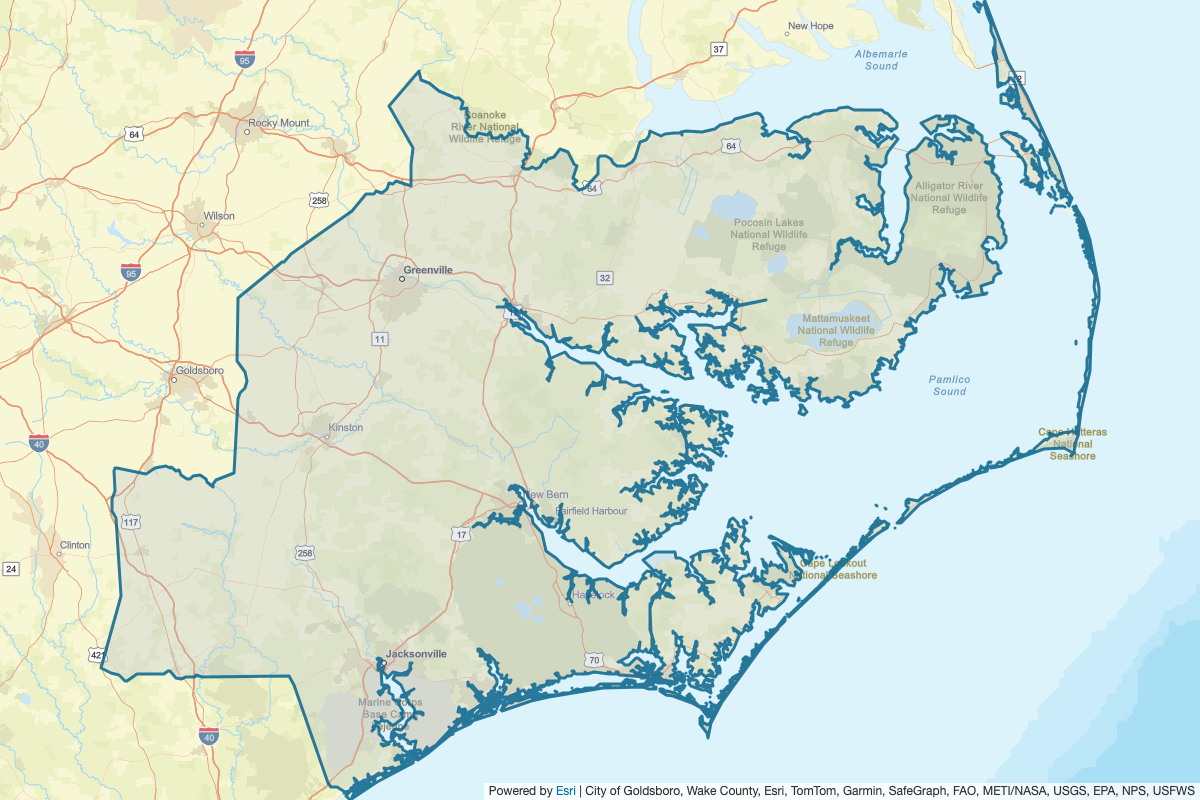 New Hope
37
Albemarle
Sound
95
12
Rocky Mount
Roanoke
River National
Wildlife Refuge
64
64
64
258
Alligator River
National Wildlife
Refuge
Wilson
Pocosin Lakes
National Wildlife
Refuge
95
Greenville
32
Mattamuskeet
National Wildlife
Refuge
11
Goldsboro
Pamlico
Sound
Kinston
40
Cape Hatteras
National
Seashore
New Bern
Fairfield Harbour
117
17
Clinton
258
24
Cape Lookout
National Seashore
Havelock
421
Jacksonville
70
Marine Corps
Base Camp
Lejeune
40
Powered by Esri | City of Goldsboro, Wake County, Esri, TomTom, Garmin, SafeGraph, FAO, METI/NASA, USGS, EPA, NPS, USFWS